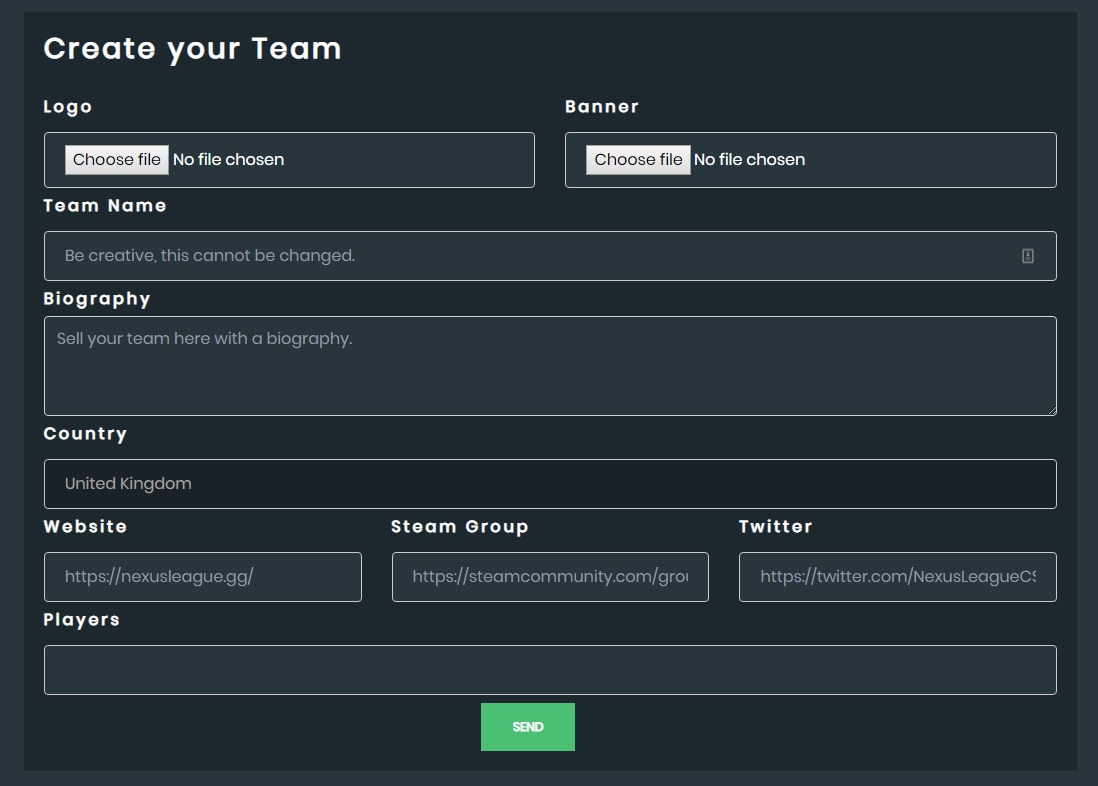 Create your Team
Logo Banner
Choose file No file chosen Choose file No file chosen
Team Name
Be creative, this cannot be changed.
Biography
Sell your team here with a biography.
Country
United Kingdom
Website Steam Group Twitter
https://nexusleague.gg/ https://steamcommunity.com/grou https://twitter.com/NexusLeagueCS
Players
SEND